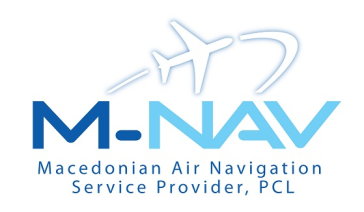 M-NAV
Macedonian Air Navigation
Service Provider, PCL